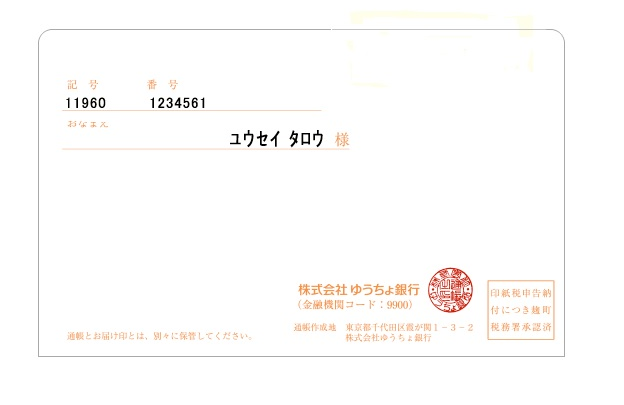 記 号 番 号
11960 1234561
おなまえ
ユウセイ タロウ 様
株式会社 ゆうちょ銀行
(金融機関コード：9900)
印紙税申告納
付につき麹町
税務署承認済
通帳とお届け印とは、別々に保管してください。
通帳作成地 東京都千代田区霞が関１－３－２
株式会社ゆうちょ銀行